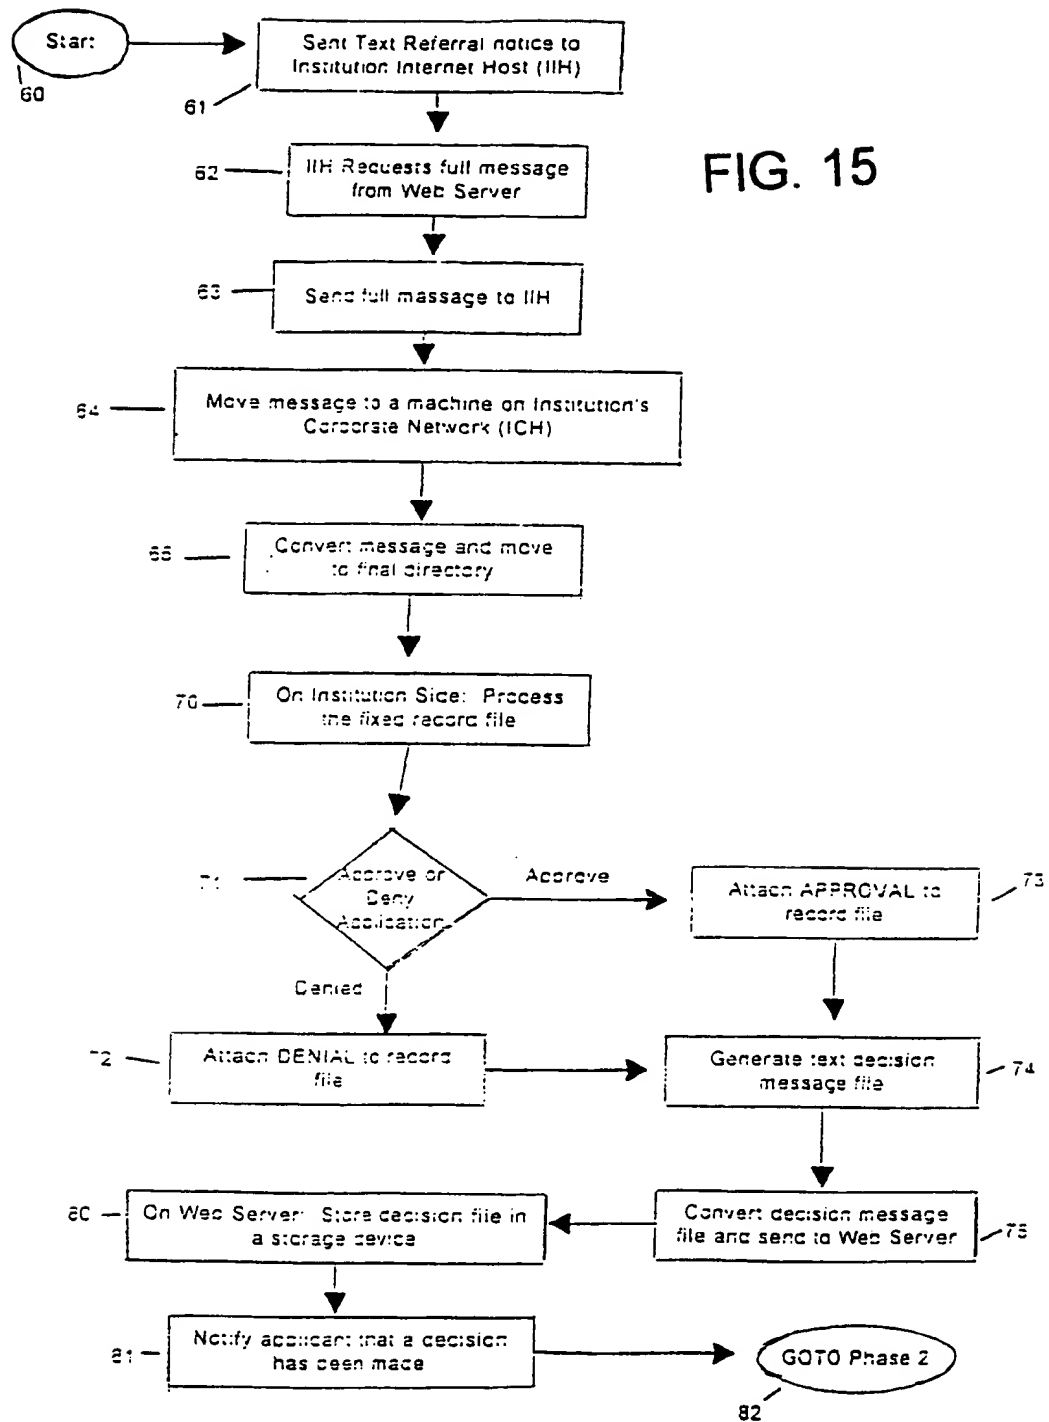 Start
60
Sent Text Referral notice to
Institution Internet Host (IIH)
61
FIG. 15
IIH Requests full message
from Web Server
62
Send full massage to IIH
63
Move message to a machine on Institution's
Corporate Network (ICH)
64
Convert message and move
to final directory
66
On Institution Side: Process
the fixed record file
70
Approve or
Deny
Application
71
Approve
Attach APPROVAL to
record file
73
Denied
Attach DENIAL to record
file
72
Generate text decision
message file
74
On Web Server: Store decision file in
a storage device
80
Convert decision message
file and send to Web Server
Notify applicant that a decision
has been made
81
GOTO Phase 2
82